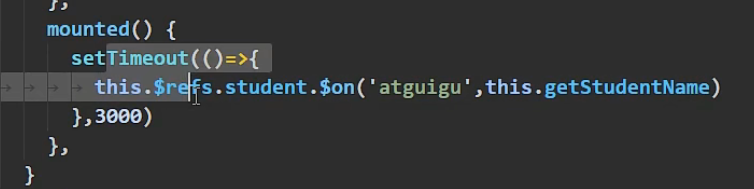 },
mounted() {
setTimeout(()=>{
this.$refs.student.$on('atguigu',this.getStudentName)
},3000)
},
}